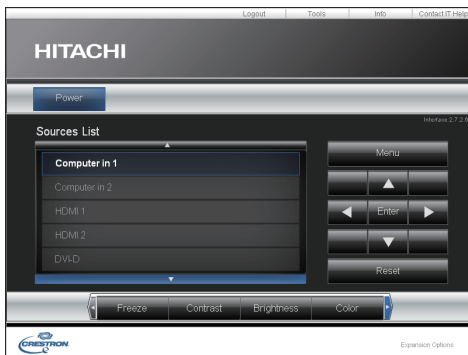 Logout Tools Info Contact IT Help
HITACHI
Power
Interface 2.7.2.5
Sources List
Computer in 1
Computer in 2
HDMI 1
HDMI 2
DVI-D
Menu
Enter
Reset
Freeze Contrast Brightness Color
CRESTRON
Expansion Options